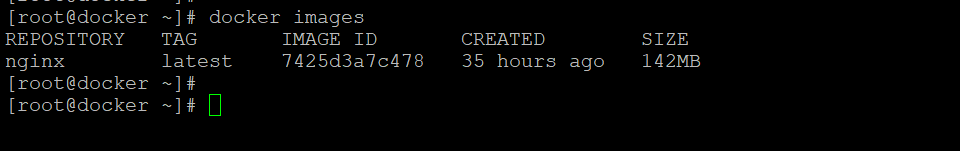 [root@docker ~]# docker images
REPOSITORY TAG IMAGE ID CREATED SIZE
nginx latest 7425d3a7c478 35 hours ago 142MB
[root@docker ~]#
[root@docker ~]#